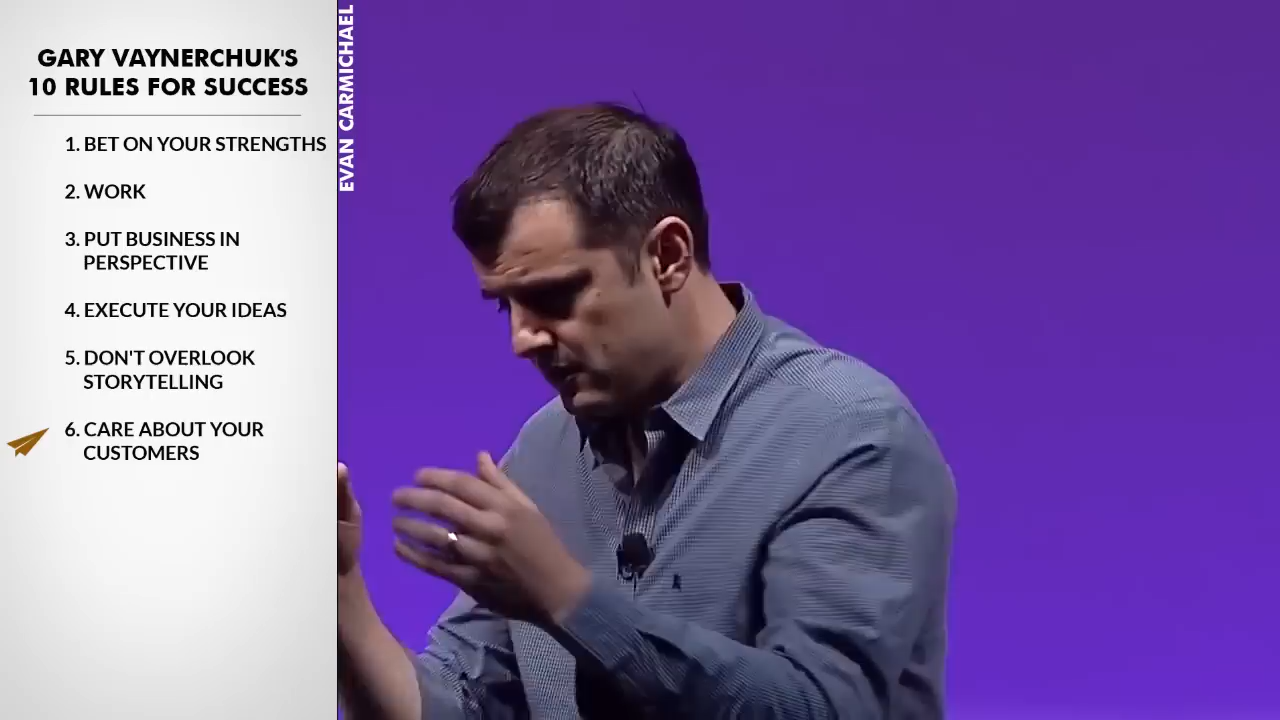 GARY VAYNERCHUK'S
10 RULES FOR SUCCESS
1. BET ON YOUR STRENGTHS
2. WORK
3. PUT BUSINESS IN
PERSPECTIVE
4. EXECUTE YOUR IDEAS
5. DON'T OVERLOOK
STORYTELLING
6. CARE ABOUT YOUR
CUSTOMERS
EVAN CARMICHAEL